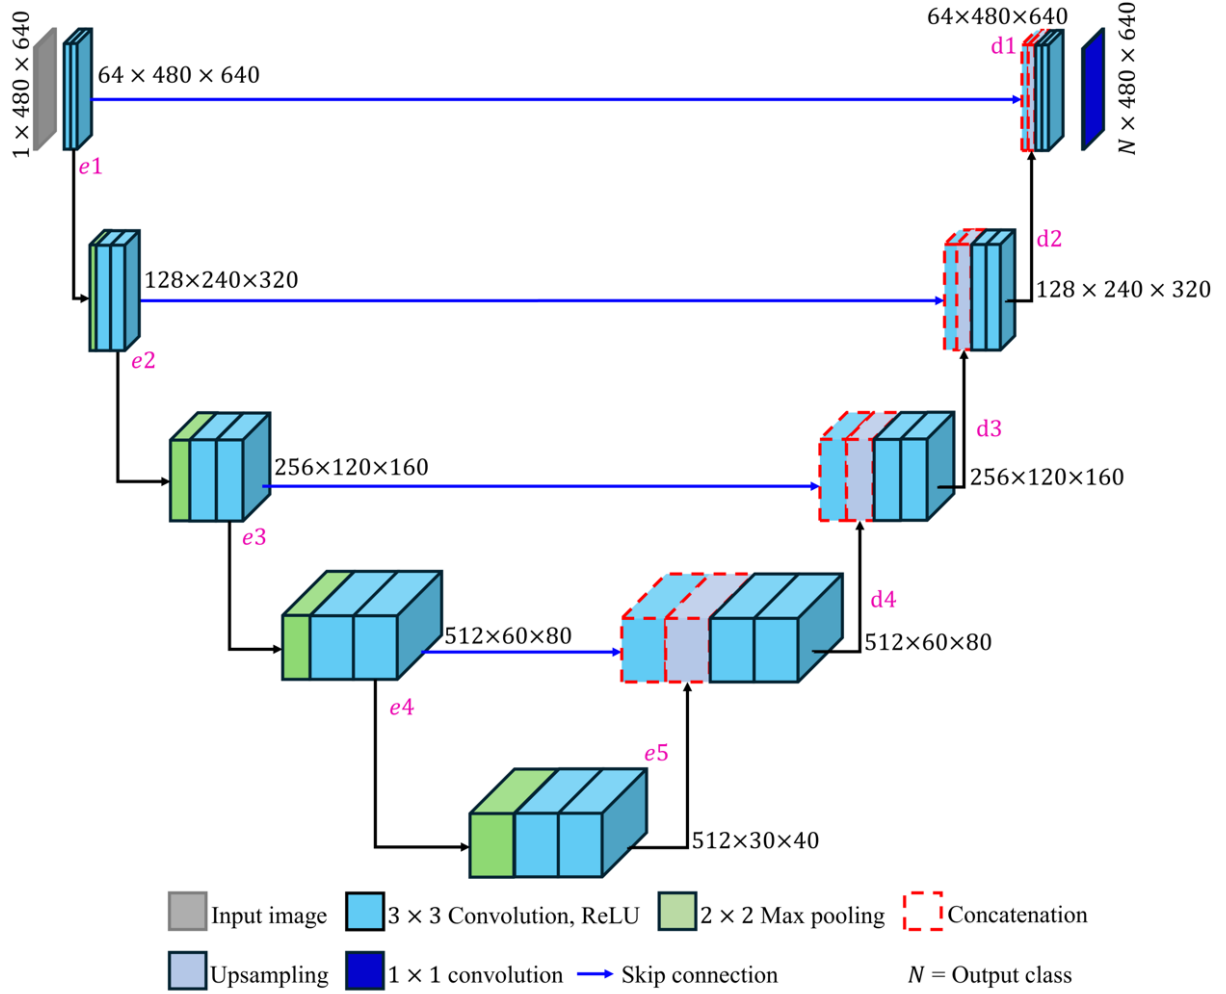 1 × 480 × 640
64 × 480 × 640
e1
64×480×640
d1
N × 480 × 640
128×240×320
e2
d2
128 × 240 × 320
256×120×160
e3
d3
256×120×160
512×60×80
e4
d4
512×60×80
e5
512×30×40
Input image
3 × 3 Convolution, ReLU
2 × 2 Max pooling
Concatenation
Upsampling
1 × 1 convolution
Skip connection
N = Output class